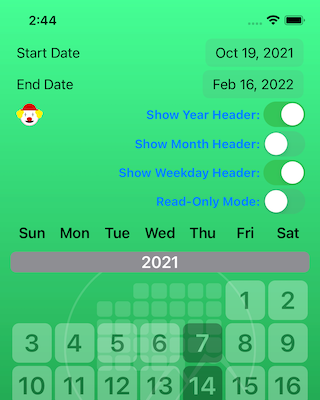 2:44
Start Date Oct 19, 2021
End Date Feb 16, 2022
Show Year Header:
Show Month Header:
Show Weekday Header:
Read-Only Mode:
Sun Mon Tue Wed Thu Fri Sat
2021
1 2
3 4 5 6 7 8 9
10 11 12 13 14 15 16